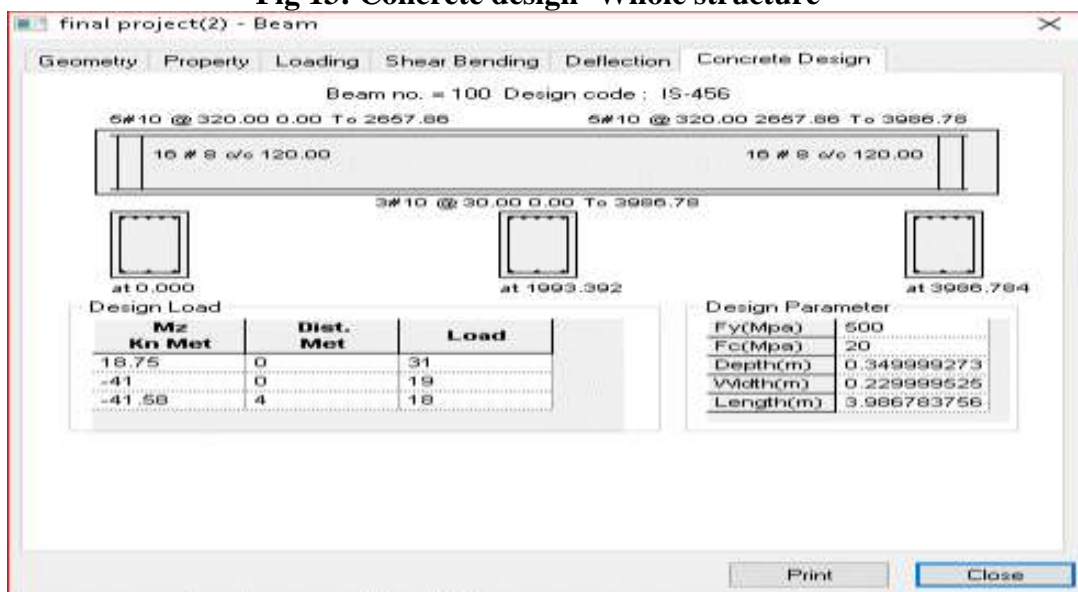 Fig 15: Concrete design- Whole structure
final project(2) - Beam
Geometry Property Loading Shear Bending Deflection Concrete Design
Beam no. = 100 Design code : IS-456
5#10 @ 320.00 0.00 To 2657.86 5#10 @ 320.00 2657.86 To 3986.78
16 # 8 c/c 120.00 16 # 8 c/c 120.00
3#10 @ 30.00 0.00 To 3986.78
at 0.000 at 1993.392 at 3986.784
Design Load Design Parameter
Mz Kn Met Dist. Met Load
18.75 0 31
-41 0 19
-41.58 4 18
Fy(Mpa) 500
Fc(Mpa) 20
Depth(m) 0.349999273
Width(m) 0.229999525
Length(m) 3.986783756
Print Close